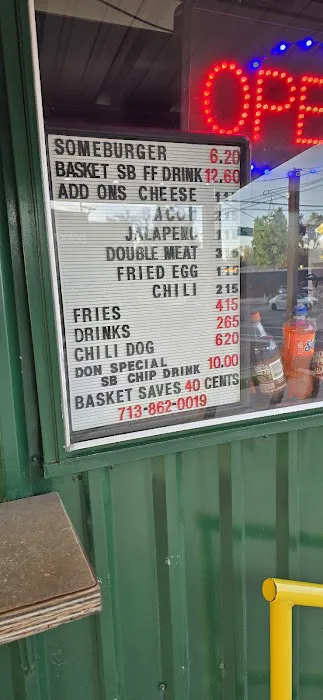 OPE
SOMEBURGER 6.20
BASKET SB FF DRINK 12.60
ADD ONS CHEESE
BACON
JALAPENO
DOUBLE MEAT
FRIED EGG
CHILI 215
FRIES 415
DRINKS 265
CHILI DOG 620
DON SPECIAL
SB CHIP DRINK 10.00
BASKET SAVES 40 CENTS
713-862-0019